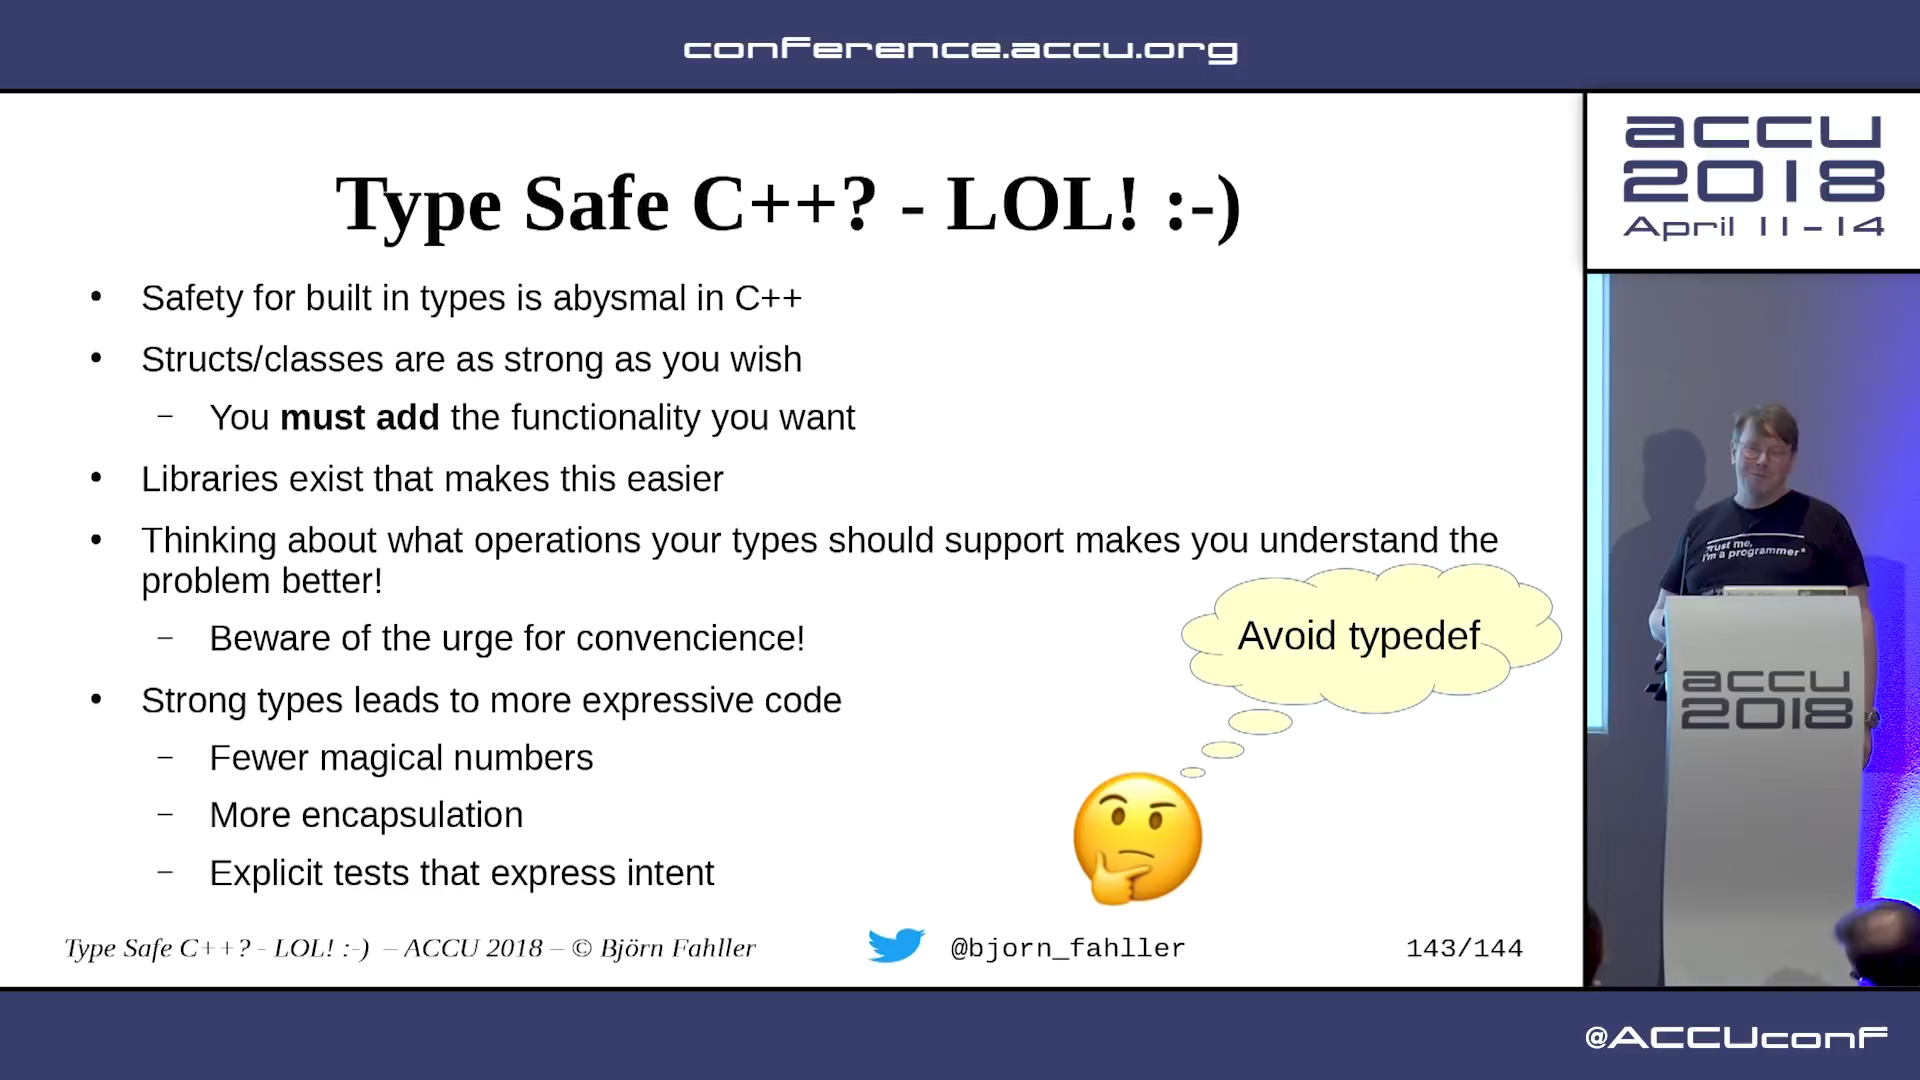 conference.accu.org
accu
2018
April 11-14
Type Safe C++? - LOL! :-)
• Safety for built in types is abysmal in C++
• Structs/classes are as strong as you wish
– You must add the functionality you want
• Libraries exist that makes this easier
• Thinking about what operations your types should support makes you understand the
problem better!
– Beware of the urge for convencience!
Avoid typedef
• Strong types leads to more expressive code
– Fewer magical numbers
– More encapsulation
– Explicit tests that express intent
Type Safe C++? - LOL! :-) – ACCU 2018 – © Björn Fahller
@bjorn_fahller
143/144
Trust me,
I'm a programmer*
accu
2018
@ACCUconf